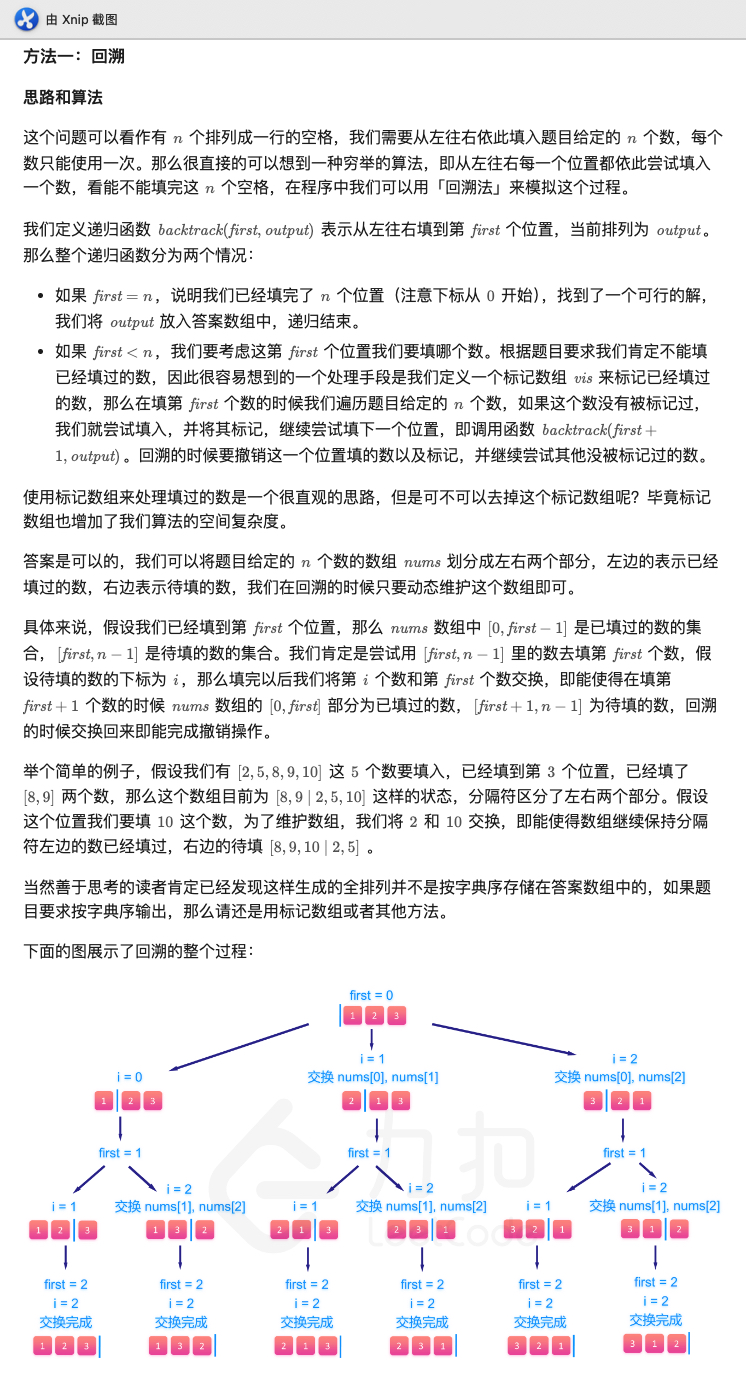 由 Xnip 截图
方法一：回溯
思路和算法
这个问题可以看作有 n 个排列成一行的空格，我们需要从左往右依此填入题目给定的 n 个数，每个
数只能使用一次。那么很直接的可以想到一种穷举的算法，即从左往右每一个位置都依此尝试填入
一个数，看能不能填完这 n 个空格，在程序中我们可以用「回溯法」来模拟这个过程。
我们定义递归函数 backtrack(first, output) 表示从左往右填到第 first 个位置，当前排列为 output。
那么整个递归函数分为两个情况：
• 如果 first = n，说明我们已经填完了 n 个位置（注意下标从 0 开始），找到了一个可行的解，
我们将 output 放入答案数组中，递归结束。
• 如果 first < n，我们要考虑这第 first 个位置我们要填哪个数。根据题目要求我们肯定不能填
已经填过的数，因此很容易想到的一个处理手段是我们定义一个标记数组 vis 来标记已经填过
的数，那么在填第 first 个数的时候我们遍历题目给定的 n 个数，如果这个数没有被标记过，
我们就尝试填入，并将其标记，继续尝试填下一个位置，即调用函数 backtrack(first +
1, output)。回溯的时候要撤销这一个位置填的数以及标记，并继续尝试其他没被标记过的数。
使用标记数组来处理填过的数是一个很直观的思路，但是可不可以去掉这个标记数组呢？毕竟标记
数组也增加了我们算法的空间复杂度。
答案是可以的，我们可以将题目给定的 n 个数的数组 nums 划分成左右两个部分，左边的表示已经
填过的数，右边表示待填的数，我们在回溯的时候只要动态维护这个数组即可。
具体来说，假设我们已经填到第 first 个位置，那么 nums 数组中 [0, first − 1] 是已填过的数的集
合，[first, n − 1] 是待填的数的集合。我们肯定是尝试用 [first, n − 1] 里的数去填第 first 个数，假
设待填的数的下标为 i，那么填完以后我们将第 i 个数和第 first 个数交换，即能使得在填第
first + 1 个数的时候 nums 数组的 [0, first] 部分为已填过的数，[first + 1, n − 1] 为待填的数，回溯
的时候交换回来即能完成撤销操作。
举个简单的例子，假设我们有 [2, 5, 8, 9, 10] 这 5 个数要填入，已经填到第 3 个位置，已经填了
[8, 9] 两个数，那么这个数组目前为 [8, 9 | 2, 5, 10] 这样的状态，分隔符区分了左右两个部分。假设
这个位置我们要填 10 这个数，为了维护数组，我们将 2 和 10 交换，即能使得数组继续保持分隔
符左边的数已经填过，右边的待填 [8, 9, 10 | 2, 5] 。
当然善于思考的读者肯定已经发现这样生成的全排列并不是按字典序存储在答案数组中的，如果题
目要求按字典序输出，那么请还是用标记数组或者其他方法。
下面的图展示了回溯的整个过程：
first = 0
1 2 3
i = 0
i = 1
i = 2
交换 nums[0], nums[1]
交换 nums[0], nums[2]
1 2 3
2 1 3
3 2 1
first = 1
first = 1
first = 1
i = 1
i = 2
i = 1
i = 2
i = 1
i = 2
交换 nums[1], nums[2]
交换 nums[1], nums[2]
交换 nums[1], nums[2]
1 2 3
1 3 2
2 1 3
2 3 1
3 2 1
3 1 2
first = 2
first = 2
first = 2
first = 2
first = 2
first = 2
i = 2
i = 2
i = 2
i = 2
i = 2
i = 2
交换完成
交换完成
交换完成
交换完成
交换完成
交换完成
1 2 3
1 3 2
2 1 3
2 3 1
3 2 1
3 1 2
力扣
LeetCode